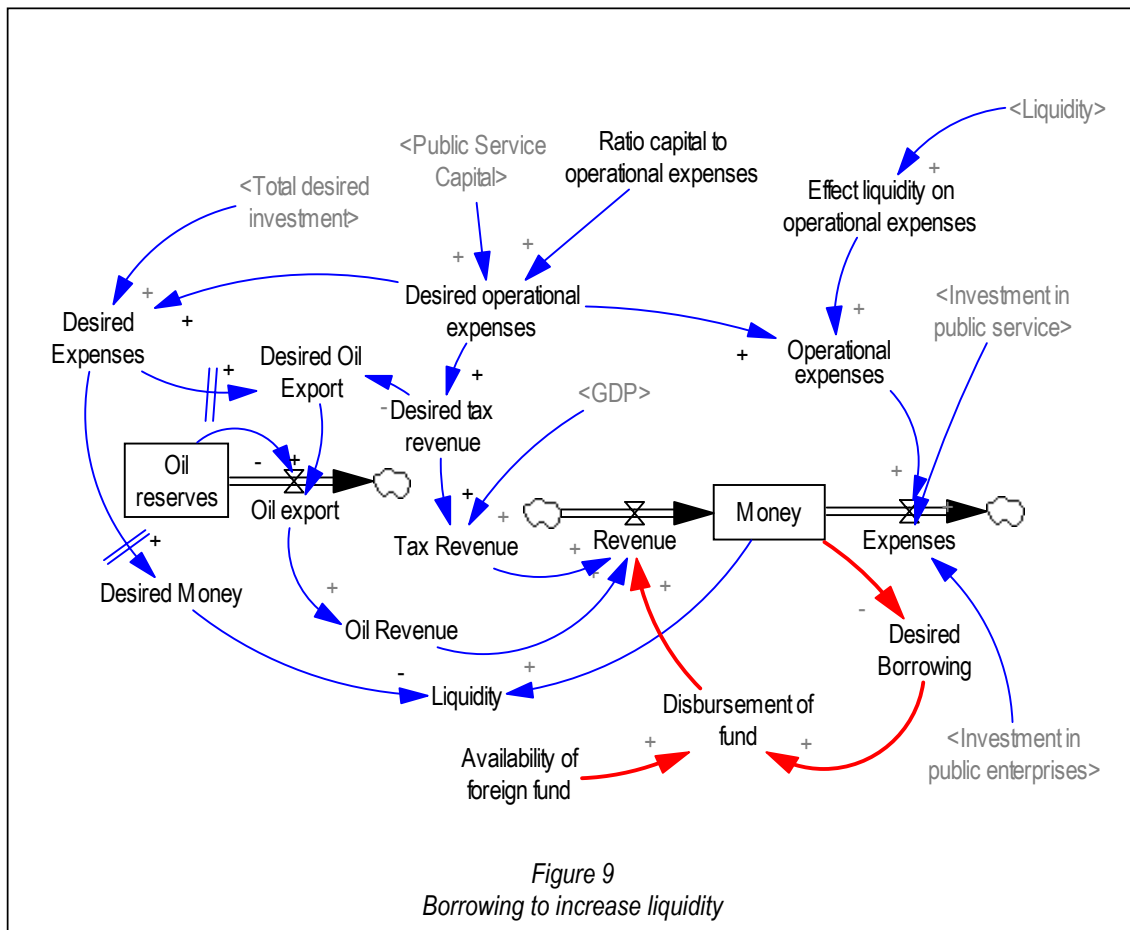 <Liquidity>
<Public Service
Capital>
Ratio capital to
operational expenses
<Total desired
investment>
Effect liquidity on
operational expenses
+
+
+
+
+
+
+
Desired
Expenses
Desired operational
expenses
<Investment in
public service>
Desired Oil
Export
+
+
+
-
Operational
expenses
Desired tax
revenue
<GDP>
Oil
reserves
-
+
+
+
+
Oil export
Tax Revenue
Revenue
Money
+
Expenses
+
+
+
+
Desired Money
+
Oil Revenue
-
+
Liquidity
-
Desired
Borrowing
Disbursement of
fund
+
+
Availability of
foreign fund
<Investment in
public enterprises>
Figure 9
Borrowing to increase liquidity